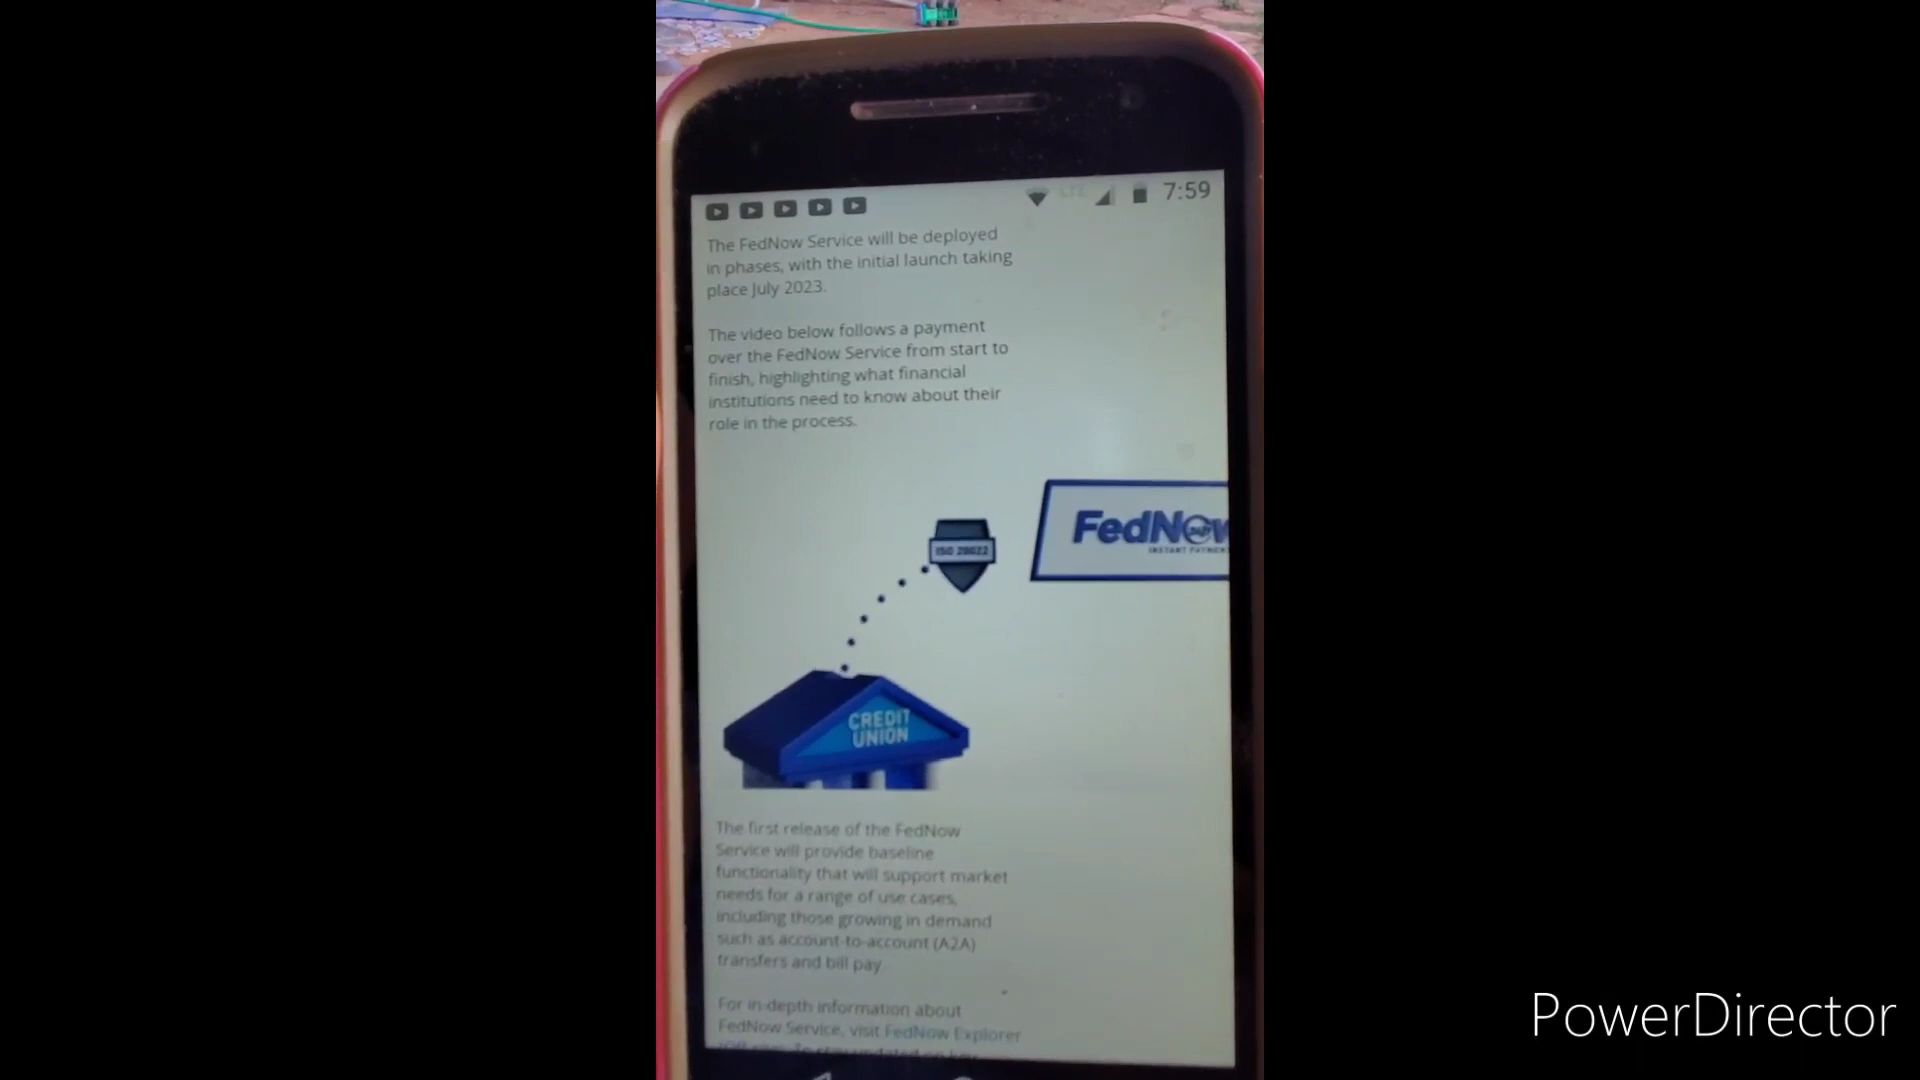 7:59
The FedNow Service will be deployed
in phases, with the initial launch taking
place July 2023.
The video below follows a payment
over the FedNow Service from start to
finish, highlighting what financial
institutions need to know about their
role in the process.
FedNow
INSTANT PAYMEN
ISO 20022
CREDIT
UNION
The first release of the FedNow
Service will provide baseline
functionality that will support market
needs for a range of use cases,
including those growing in demand
such as account-to-account (A2A)
transfers and bill pay.
For in-depth information about
FedNow Service, visit FedNow Explorer
PowerDirector